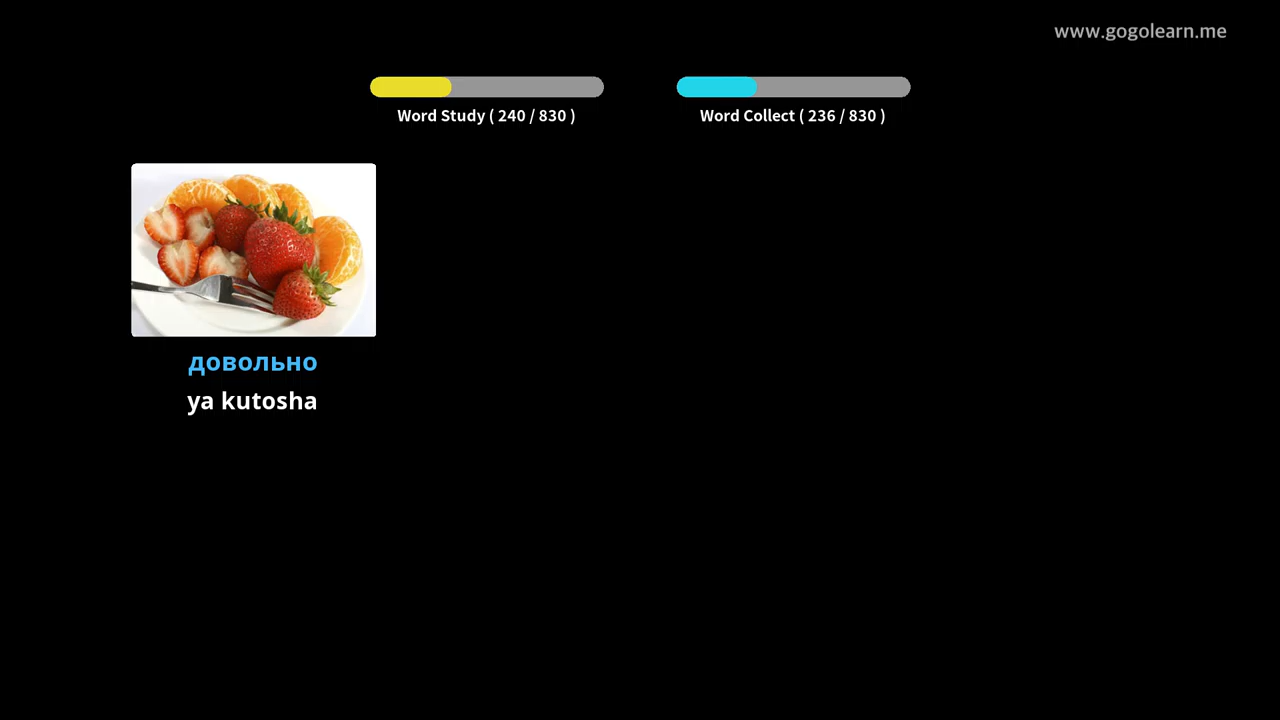 www.gogolearn.me
Word Study ( 240 / 830 )
Word Collect ( 236 / 830 )
довольно
ya kutosha